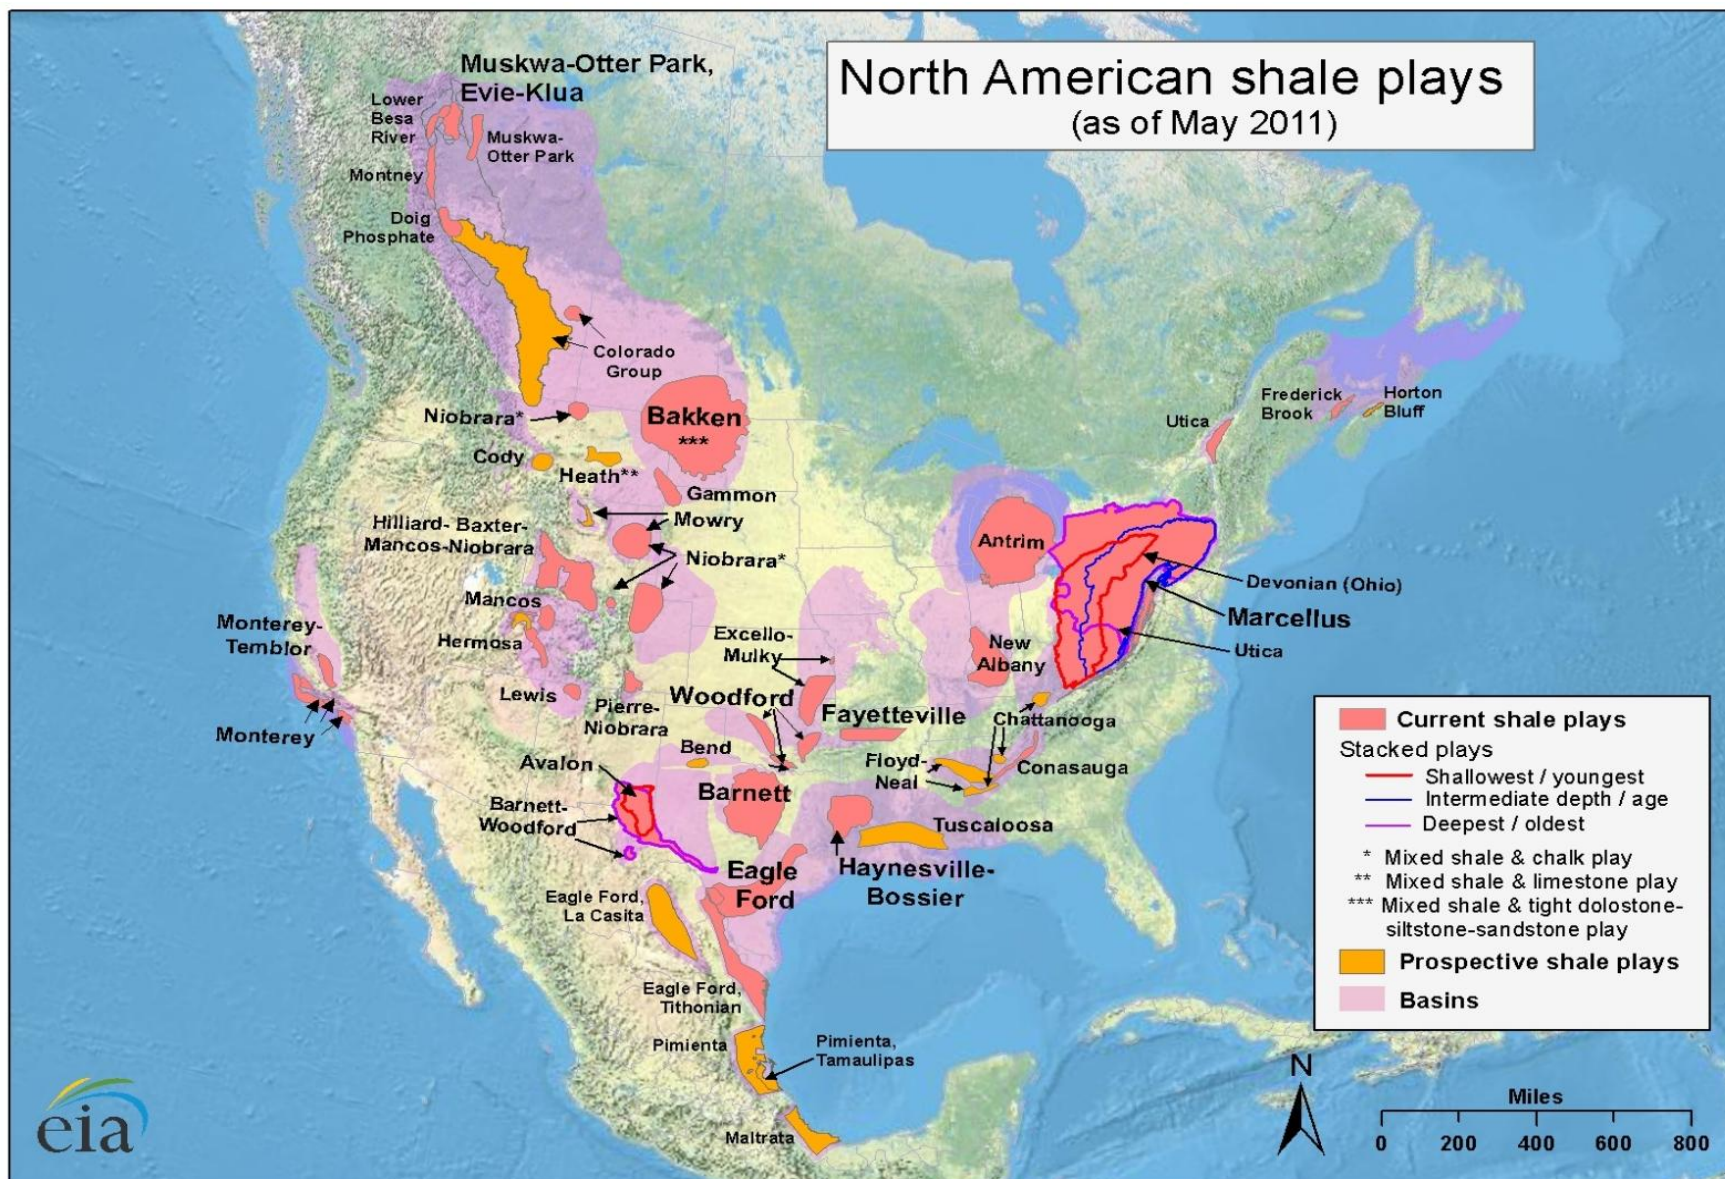 North American shale plays
(as of May 2011)
Muskwa-Otter Park,
Evie-Klua
Lower
Besa
River
Muskwa-
Otter Park
Montney
Doig
Phosphate
Colorado
Group
Niobrara*
Bakken
***
Cody
Heath**
Gammon
Mowry
Hilliard- Baxter-
Mancos-Niobrara
Niobrara*
Mancos
Hermosa
Monterey-
Temblor
Monterey
Lewis
Pierre-
Niobrara
Excello-
Mulky
Woodford
Fayetteville
Bend
Avalon
Barnett-
Woodford
Barnett
Eagle
Ford
Haynesville-
Bossier
Tuscaloosa
Floyd-
Neal
Conasauga
Chattanooga
New
Albany
Antrim
Devonian (Ohio)
Marcellus
Utica
Utica
Frederick
Brook
Horton
Bluff
Eagle Ford,
La Casita
Eagle Ford,
Tithonian
Pimienta
Pimienta,
Tamaulipas
Maltrata
Current shale plays
Stacked plays
Shallowest / youngest
Intermediate depth / age
Deepest / oldest
* Mixed shale & chalk play
** Mixed shale & limestone play
*** Mixed shale & tight dolostone-
siltstone-sandstone play
Prospective shale plays
Basins
N
Miles
0 200 400 600 800
eia